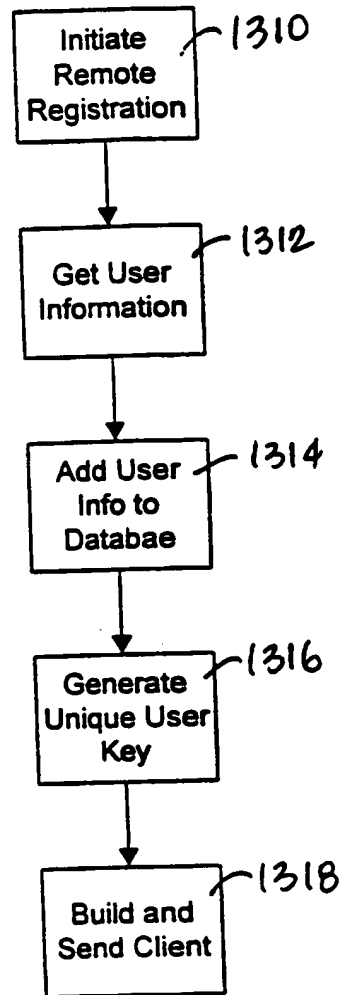 Initiate
Remote
Registration
1310
Get User
Information
1312
Add User
Info to
Databae
1314
Generate
Unique User
Key
1316
Build and
Send Client
1318